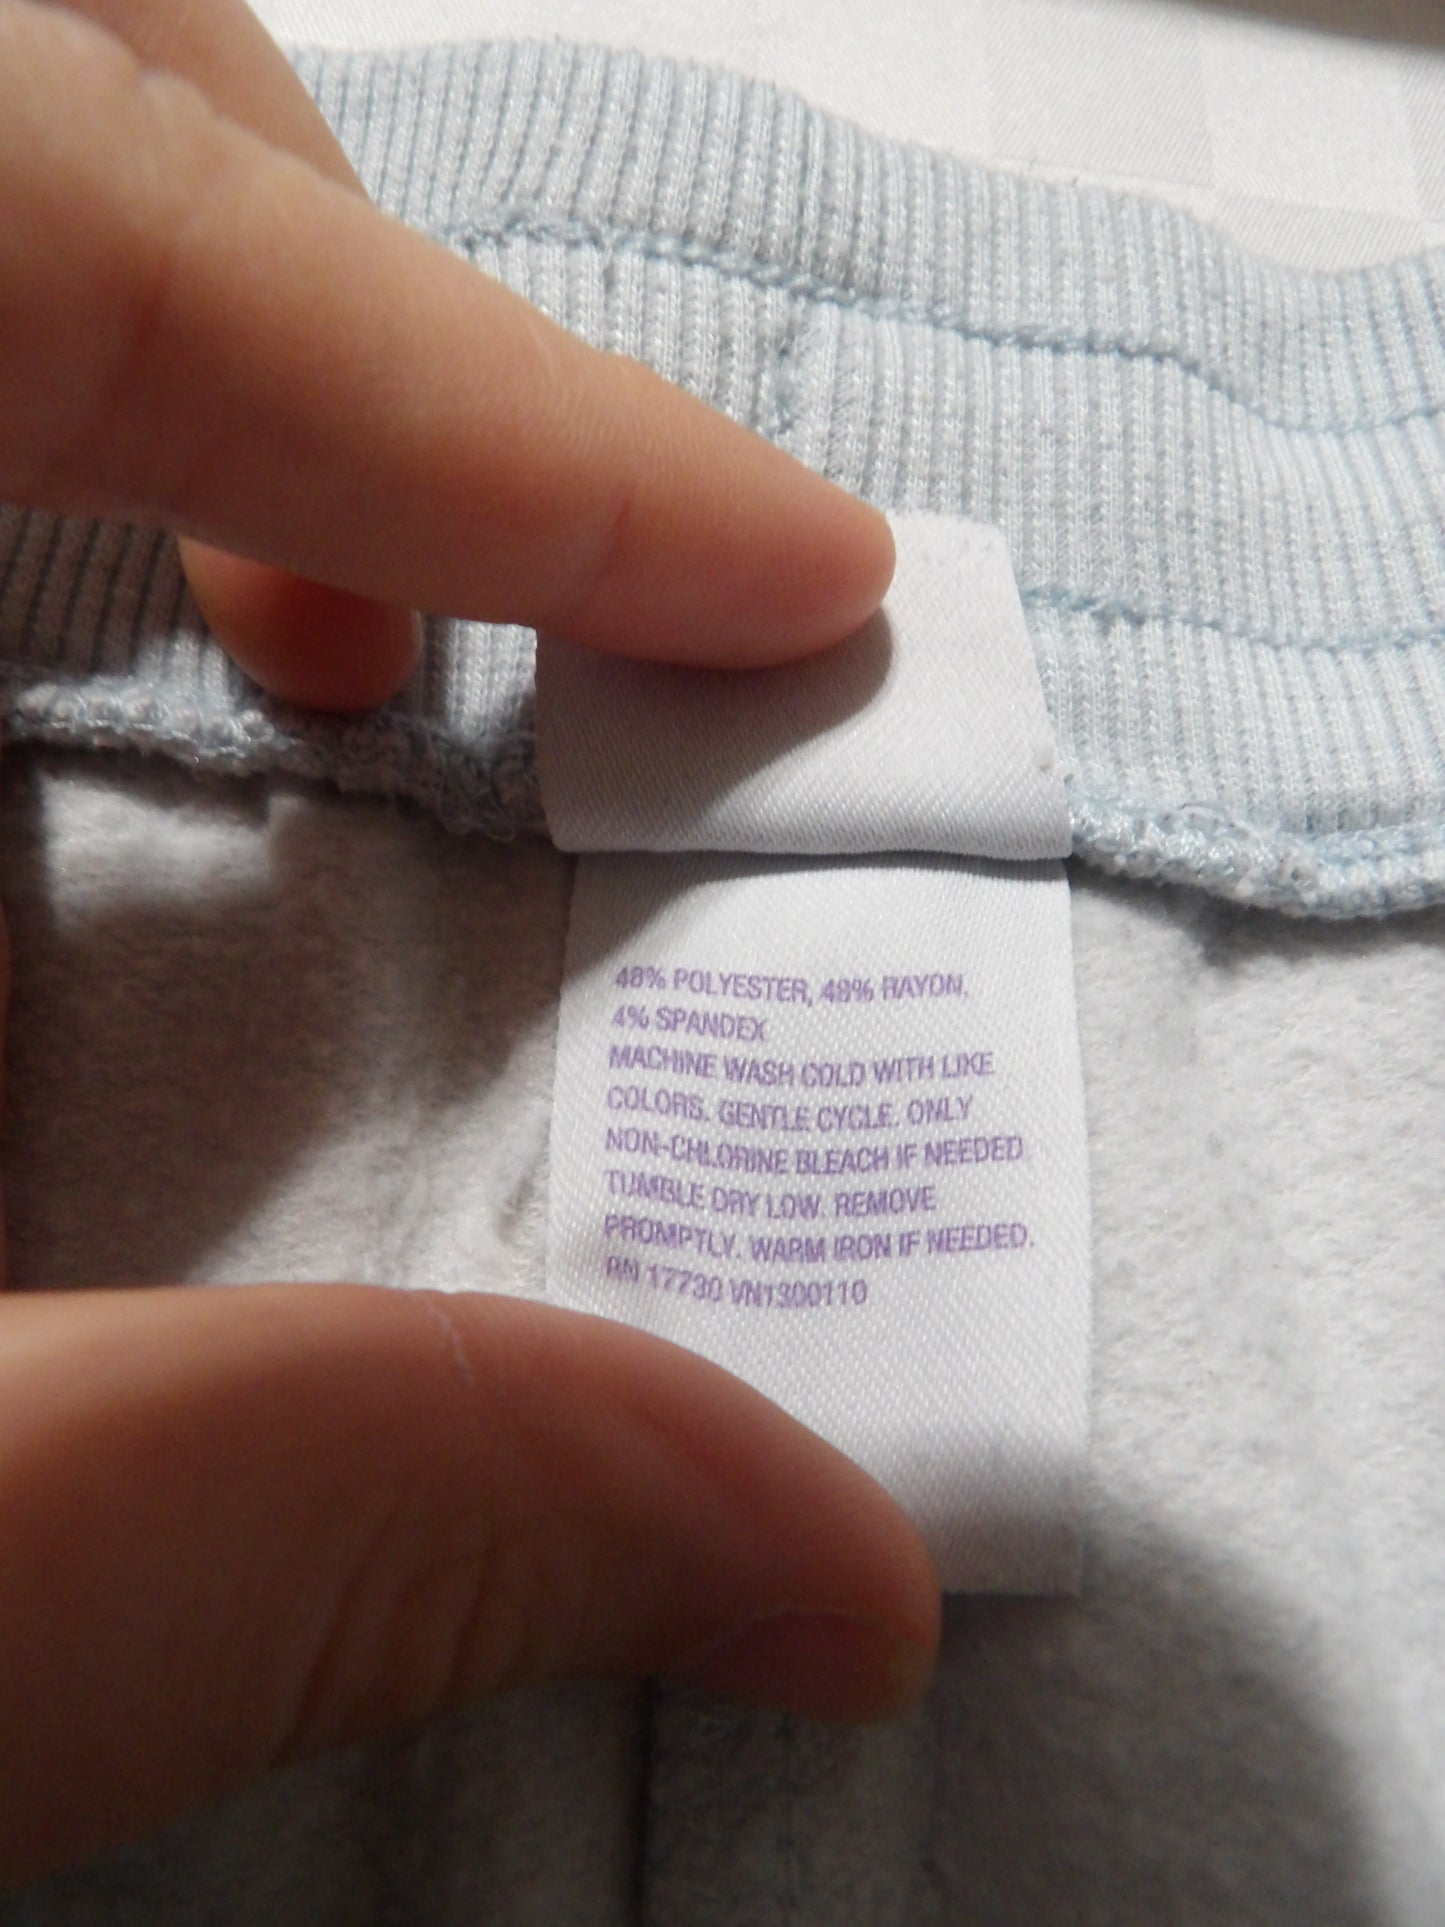 48% POLYESTER, 48% RAYON,
4% SPANDEX
MACHINE WASH COLD WITH LIKE
COLORS. GENTLE CYCLE. ONLY
NON-CHLORINE BLEACH IF NEEDED
TUMBLE DRY LOW. REMOVE
PROMPTLY. WARM IRON IF NEEDED.
RN 17730 VN1300110